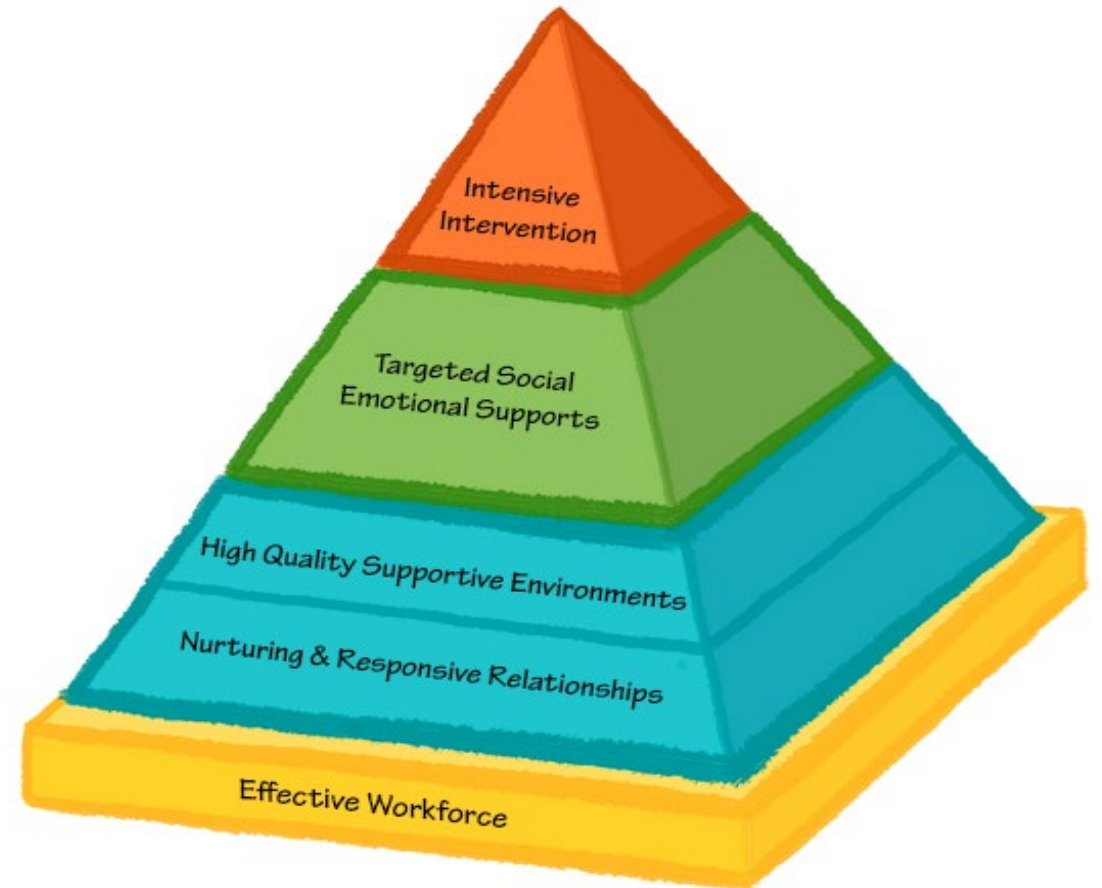 Intensive
Intervention
Targeted Social
Emotional Supports
High Quality Supportive Environments
Nurturing & Responsive Relationships
Effective Workforce